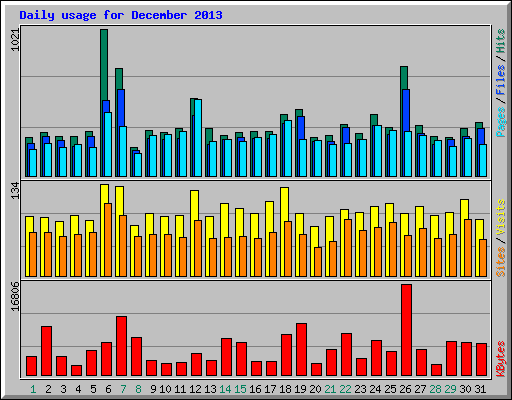 Daily usage for December 2013
1021
Pages / Files / Hits
134
Sites / Visits
16806
KBytes
1 2 3 4 5 6 7 8 9 10 11 12 13 14 15 16 17 18 19 20 21 22 23 24 25 26 27 28 29 30 31